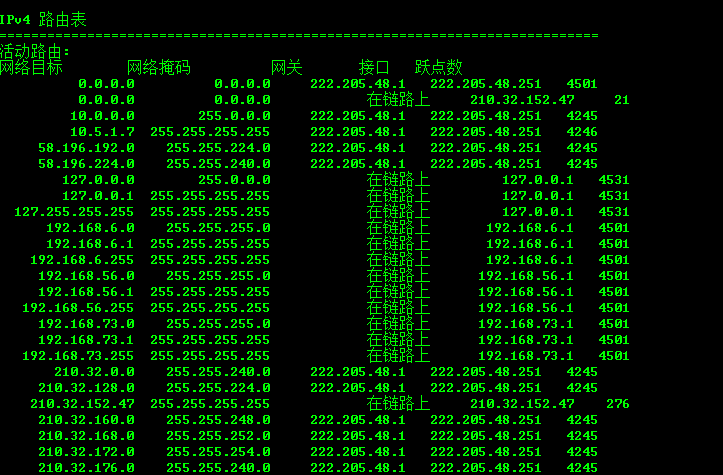 IPv4 路由表
===========================================================================
活动路由:
网络目标 网络掩码 网关 接口 跃点数
0.0.0.0 0.0.0.0 222.205.48.1 222.205.48.251 4501
0.0.0.0 0.0.0.0 在链路上 210.32.152.47 21
10.0.0.0 255.0.0.0 222.205.48.1 222.205.48.251 4245
10.5.1.7 255.255.255.255 222.205.48.1 222.205.48.251 4246
58.196.192.0 255.255.224.0 222.205.48.1 222.205.48.251 4245
58.196.224.0 255.255.240.0 222.205.48.1 222.205.48.251 4245
127.0.0.0 255.0.0.0 在链路上 127.0.0.1 4531
127.0.0.1 255.255.255.255 在链路上 127.0.0.1 4531
127.255.255.255 255.255.255.255 在链路上 127.0.0.1 4531
192.168.6.0 255.255.255.0 在链路上 192.168.6.1 4501
192.168.6.1 255.255.255.255 在链路上 192.168.6.1 4501
192.168.6.255 255.255.255.255 在链路上 192.168.6.1 4501
192.168.56.0 255.255.255.0 在链路上 192.168.56.1 4501
192.168.56.1 255.255.255.255 在链路上 192.168.56.1 4501
192.168.56.255 255.255.255.255 在链路上 192.168.56.1 4501
192.168.73.0 255.255.255.0 在链路上 192.168.73.1 4501
192.168.73.1 255.255.255.255 在链路上 192.168.73.1 4501
192.168.73.255 255.255.255.255 在链路上 192.168.73.1 4501
210.32.0.0 255.255.240.0 222.205.48.1 222.205.48.251 4245
210.32.128.0 255.255.224.0 222.205.48.1 222.205.48.251 4245
210.32.152.47 255.255.255.255 在链路上 210.32.152.47 276
210.32.160.0 255.255.248.0 222.205.48.1 222.205.48.251 4245
210.32.168.0 255.255.252.0 222.205.48.1 222.205.48.251 4245
210.32.172.0 255.255.254.0 222.205.48.1 222.205.48.251 4245
210.32.176.0 255.255.240.0 222.205.48.1 222.205.48.251 4245